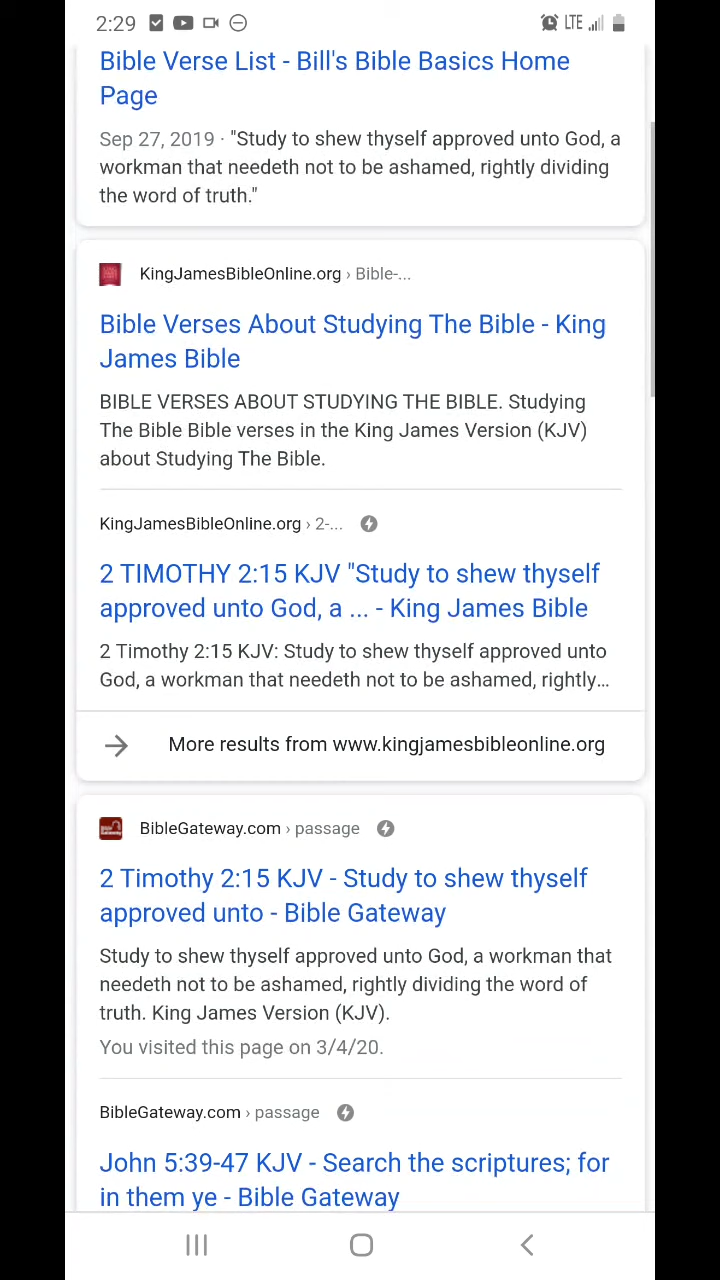 2:29 LTE
Bible Verse List - Bill's Bible Basics Home
Page
Sep 27, 2019 · "Study to shew thyself approved unto God, a
workman that needeth not to be ashamed, rightly dividing
the word of truth."
KingJamesBibleOnline.org › Bible-...
Bible Verses About Studying The Bible - King
James Bible
BIBLE VERSES ABOUT STUDYING THE BIBLE. Studying
The Bible Bible verses in the King James Version (KJV)
about Studying The Bible.
KingJamesBibleOnline.org › 2-...
2 TIMOTHY 2:15 KJV "Study to shew thyself
approved unto God, a ... - King James Bible
2 Timothy 2:15 KJV: Study to shew thyself approved unto
God, a workman that needeth not to be ashamed, rightly...
More results from www.kingjamesbibleonline.org
BibleGateway.com › passage
2 Timothy 2:15 KJV - Study to shew thyself
approved unto - Bible Gateway
Study to shew thyself approved unto God, a workman that
needeth not to be ashamed, rightly dividing the word of
truth. King James Version (KJV).
You visited this page on 3/4/20.
BibleGateway.com › passage
John 5:39-47 KJV - Search the scriptures; for
in them ye - Bible Gateway